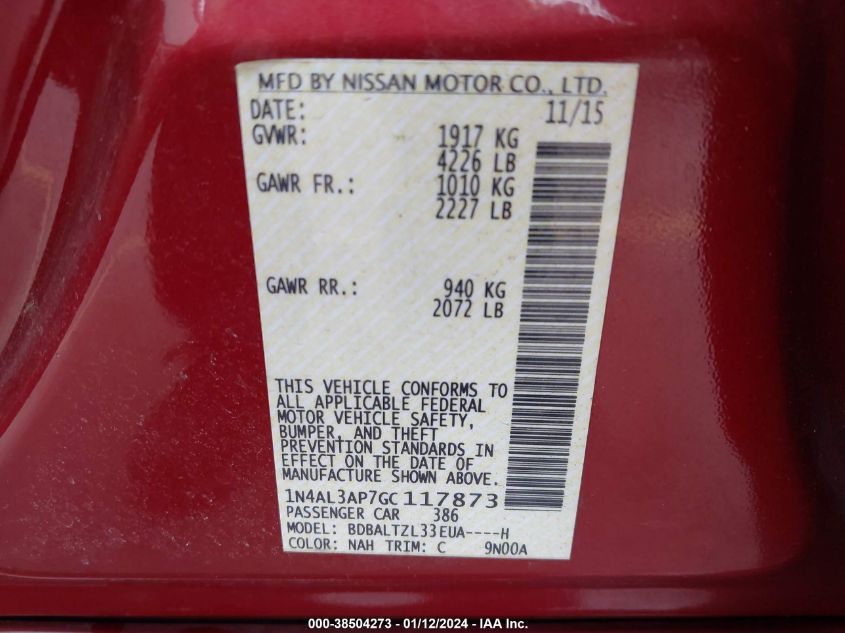 MFD BY NISSAN MOTOR CO., LTD.
DATE: 11/15
GVWR: 1917 KG
4226 LB
GAWR FR.: 1010 KG
2227 LB
GAWR RR.: 940 KG
2072 LB
THIS VEHICLE CONFORMS TO
ALL APPLICABLE FEDERAL
MOTOR VEHICLE SAFETY,
BUMPER, AND THEFT
PREVENTION STANDARDS IN
EFFECT ON THE DATE OF
MANUFACTURE SHOWN ABOVE.
1N4AL3AP7GC117873
PASSENGER CAR 386
MODEL: BDBALTZL33EUA----H
COLOR: NAH TRIM: C 9N00A
000-38504273 - 01/12/2024 - IAA Inc.